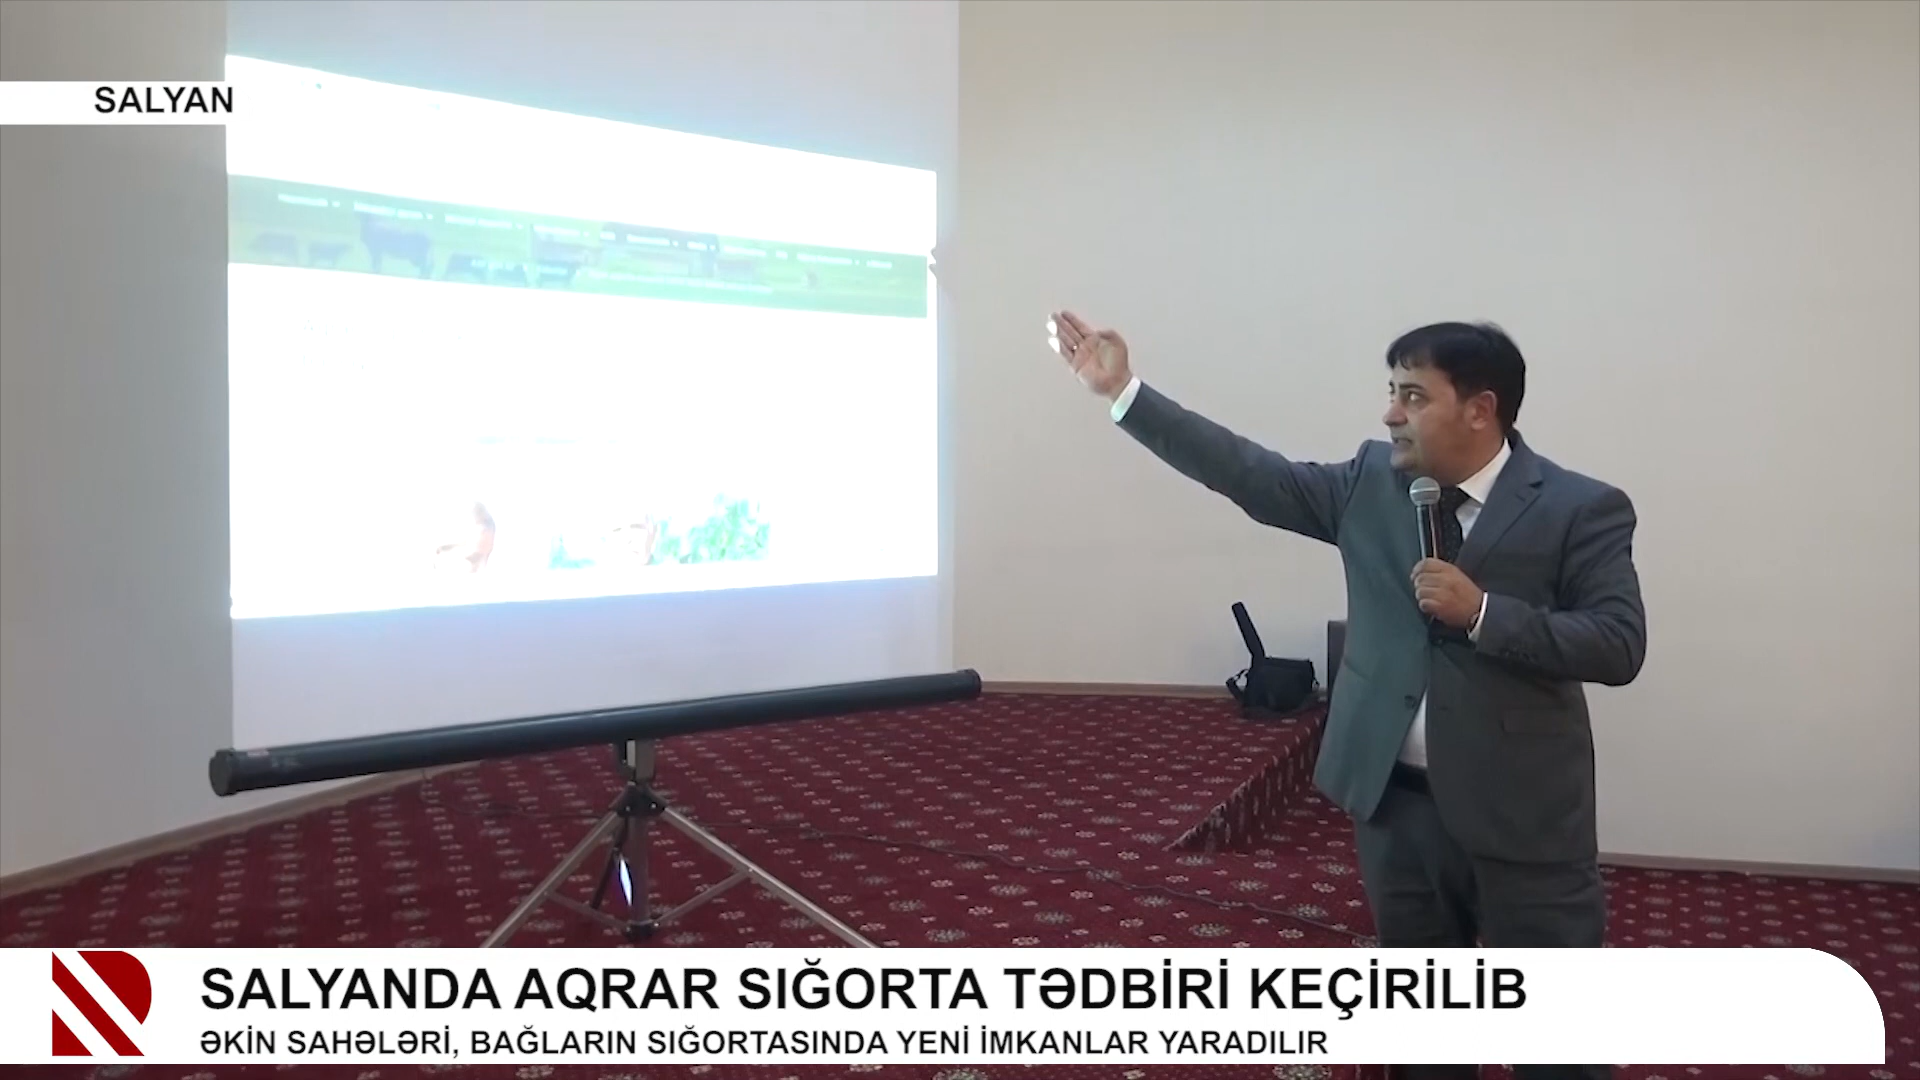 SALYAN
SALYANDA AQRAR SIĞORTA TƏDBİRİ KEÇİRİLİB
ƏKİN SAHƏLƏRİ, BAĞLARIN SIĞORTASINDA YENİ İMKANLAR YARADILIR